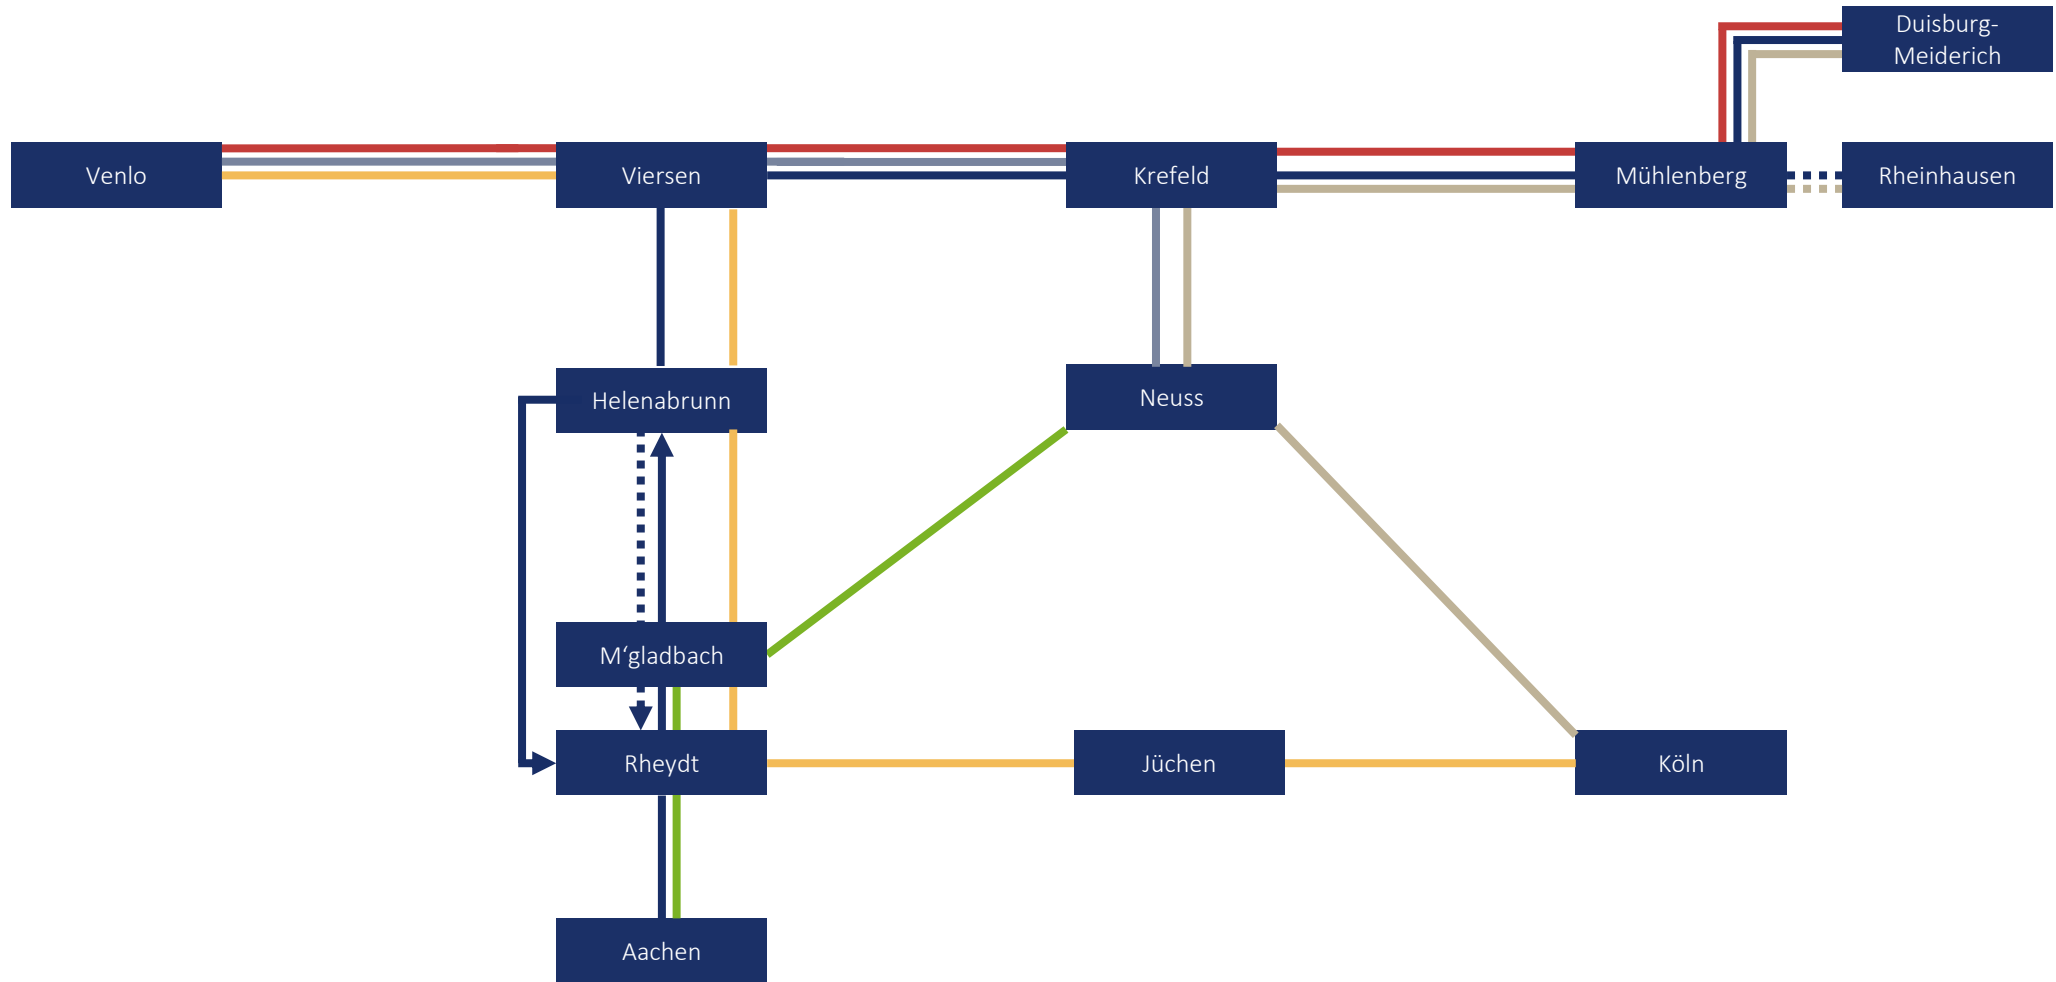 Duisburg-
Meiderich
Venlo
Viersen
Krefeld
Mühlenberg
Rheinhausen
Helenabrunn
Neuss
M‘gladbach
Rheydt
Jüchen
Köln
Aachen